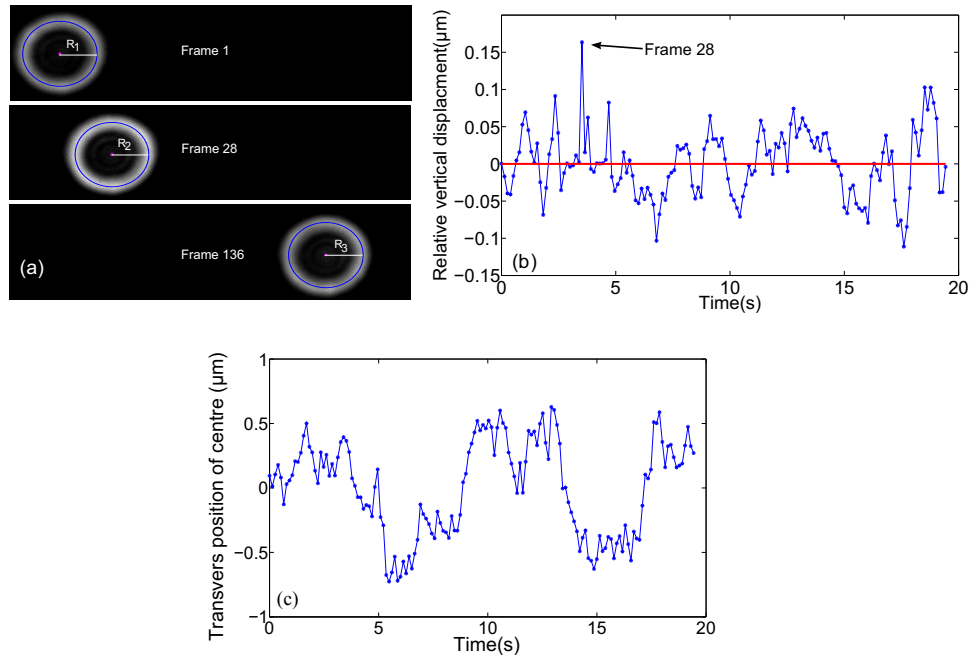 R1
Frame 1
R2
Frame 28
R3
Frame 136
(a)
Relative vertical displacment(µm)
0.15
0.1
0.05
0
−0.05
−0.1
−0.15
Frame 28
(b)
0 5 10 15 20
Time(s)
Transvers position of centre (µm)
1
0.5
0
−0.5
−1
(c)
0 5 10 15 20
Time(s)